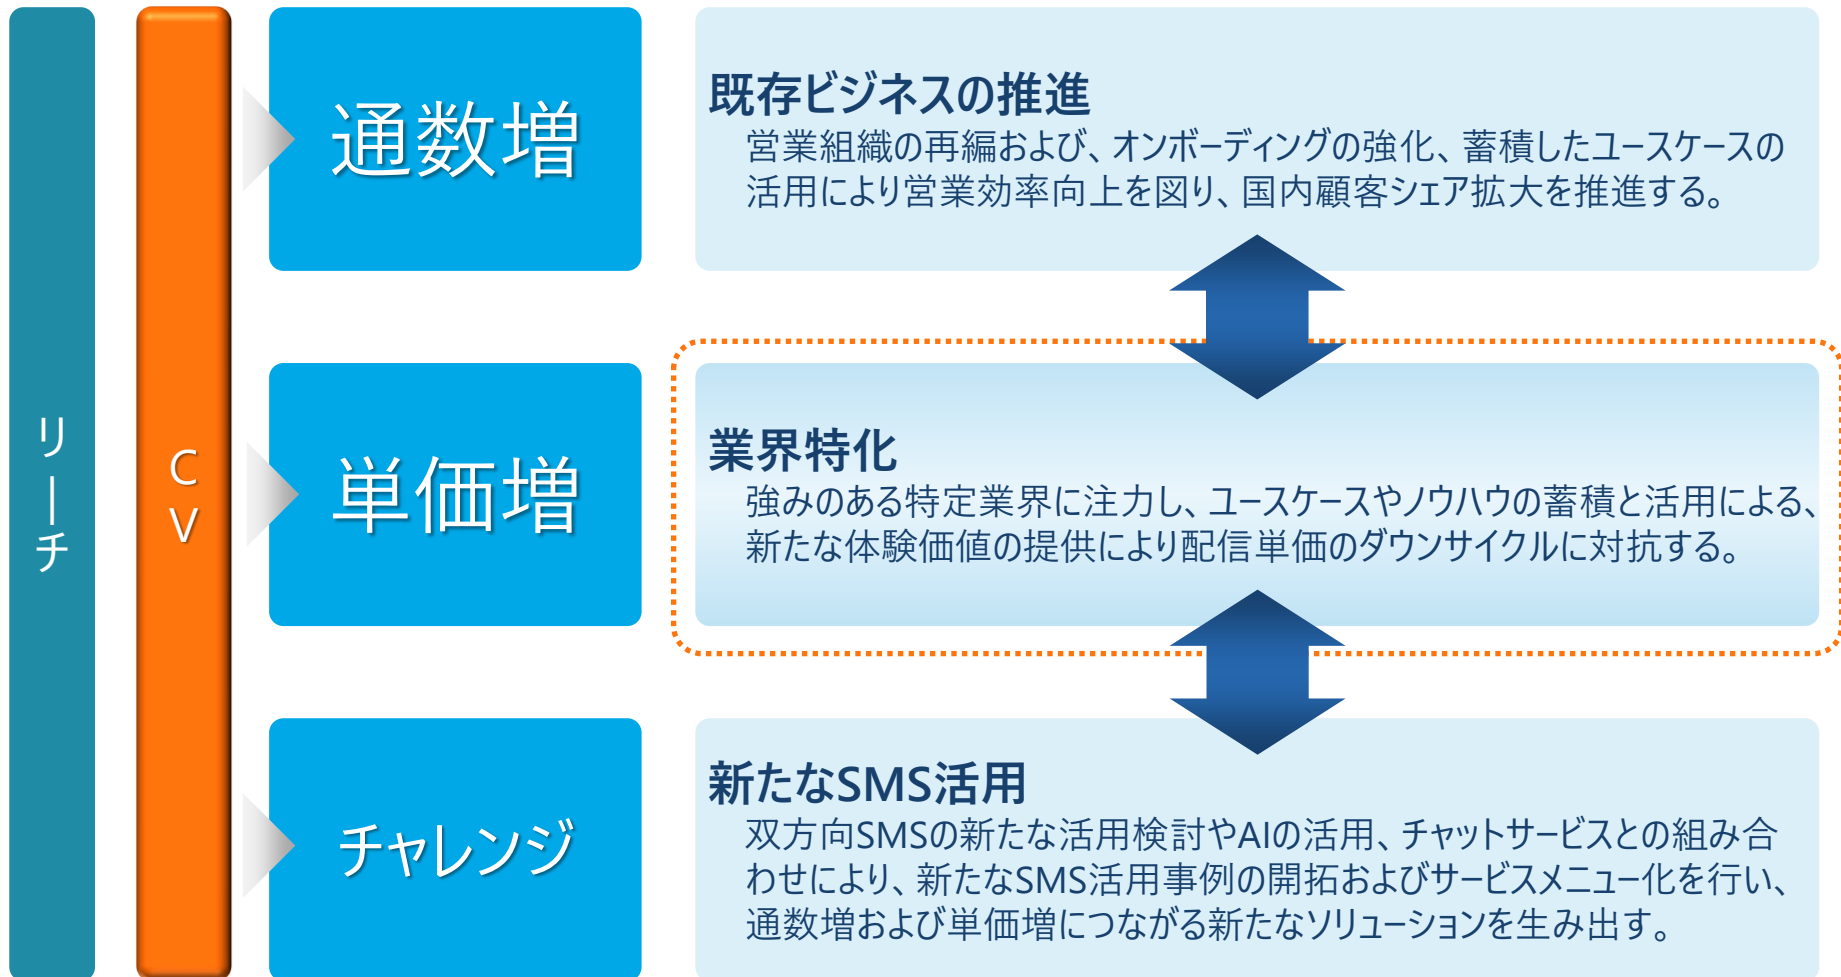 リーチ
CV
通数増
既存ビジネスの推進
営業組織の再編および、オンボーディングの強化、蓄積したユースケースの
活用により営業効率向上を図り、国内顧客シェア拡大を推進する。
単価増
業界特化
強みのある特定業界に注力し、ユースケースやノウハウの蓄積と活用による、
新たな体験価値の提供により配信単価のダウンサイクルに対抗する。
チャレンジ
新たなSMS活用
双方向SMSの新たな活用検討やAIの活用、チャットサービスとの組み合
わせにより、新たなSMS活用事例の開拓およびサービスメニュー化を行い、
通数増および単価増につながる新たなソリューションを生み出す。